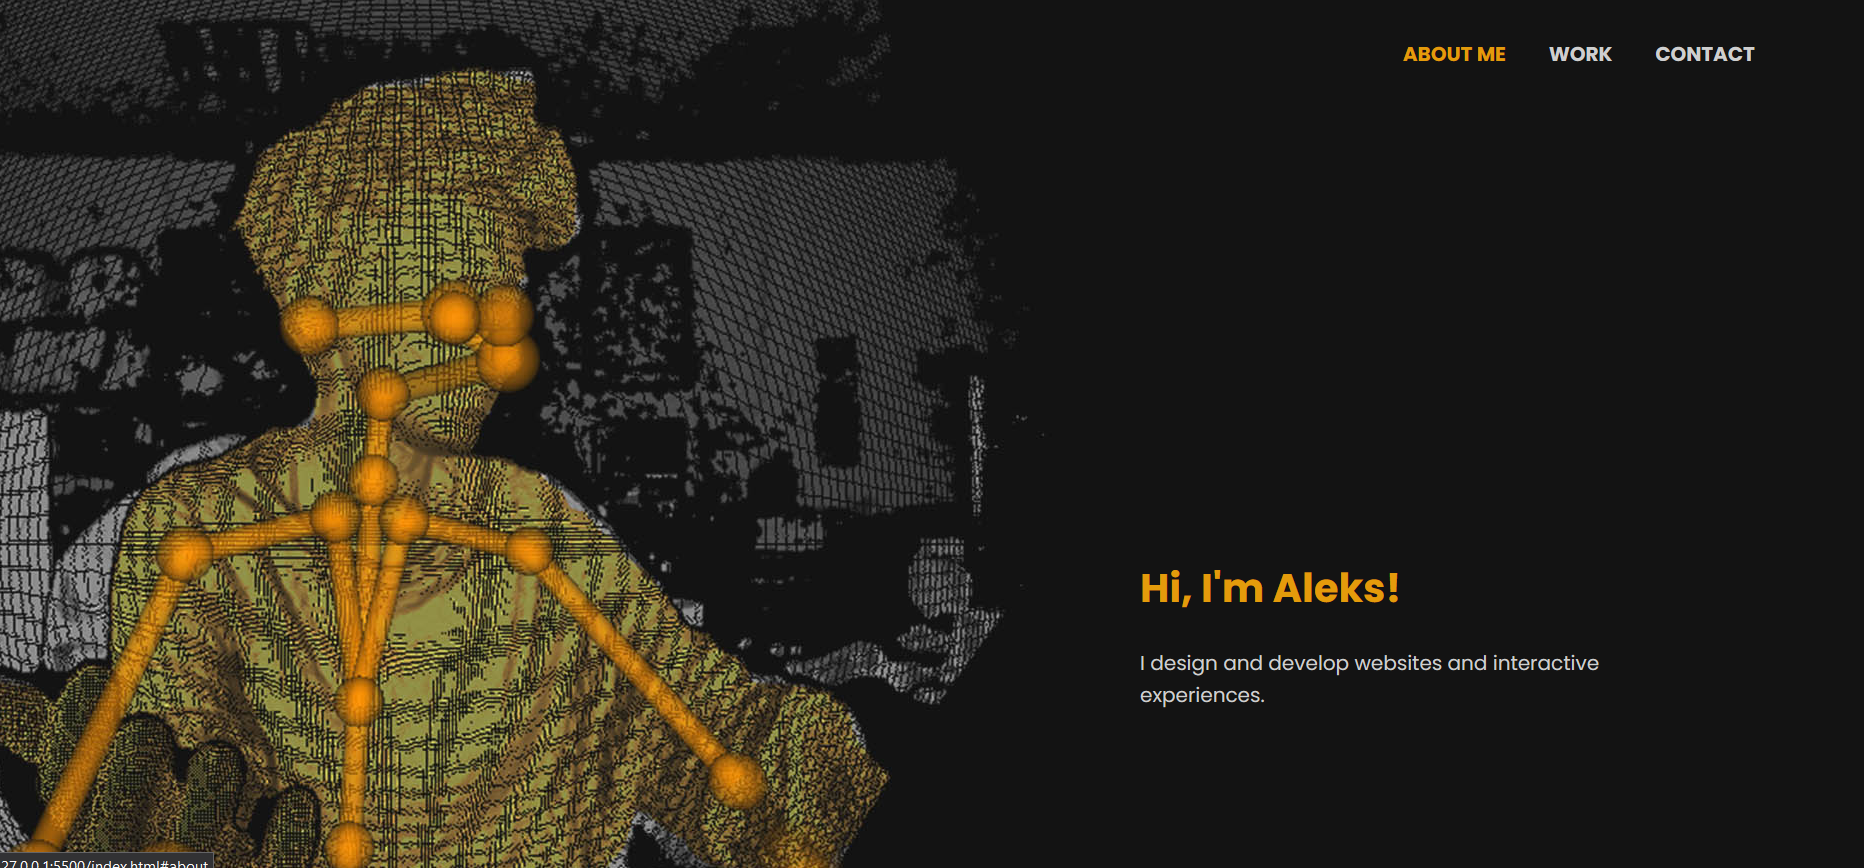 ABOUT ME WORK CONTACT
Hi, I'm Aleks!
I design and develop websites and interactive
experiences.
27.0.0.1:5500/index.html#about